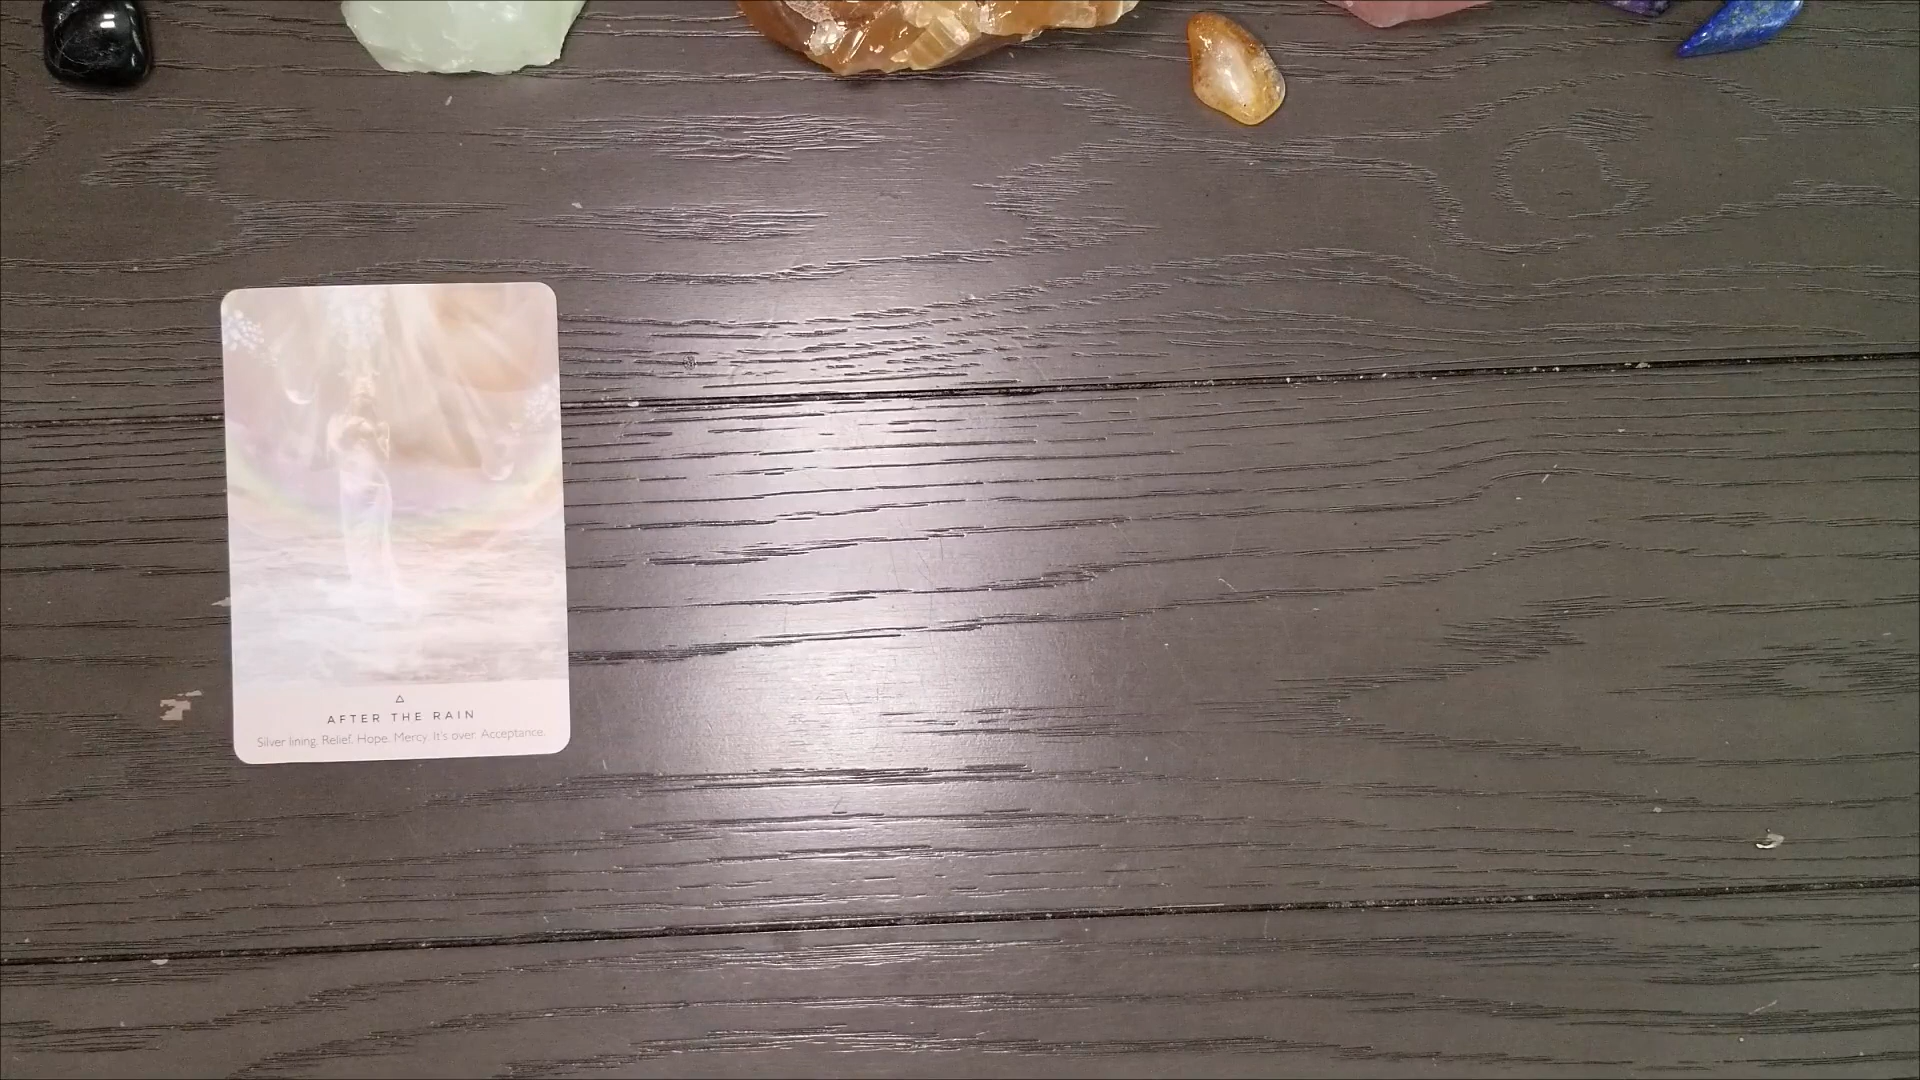 AFTER THE RAIN
Silver lining. Relief. Hope. Mercy. It's over. Acceptance.